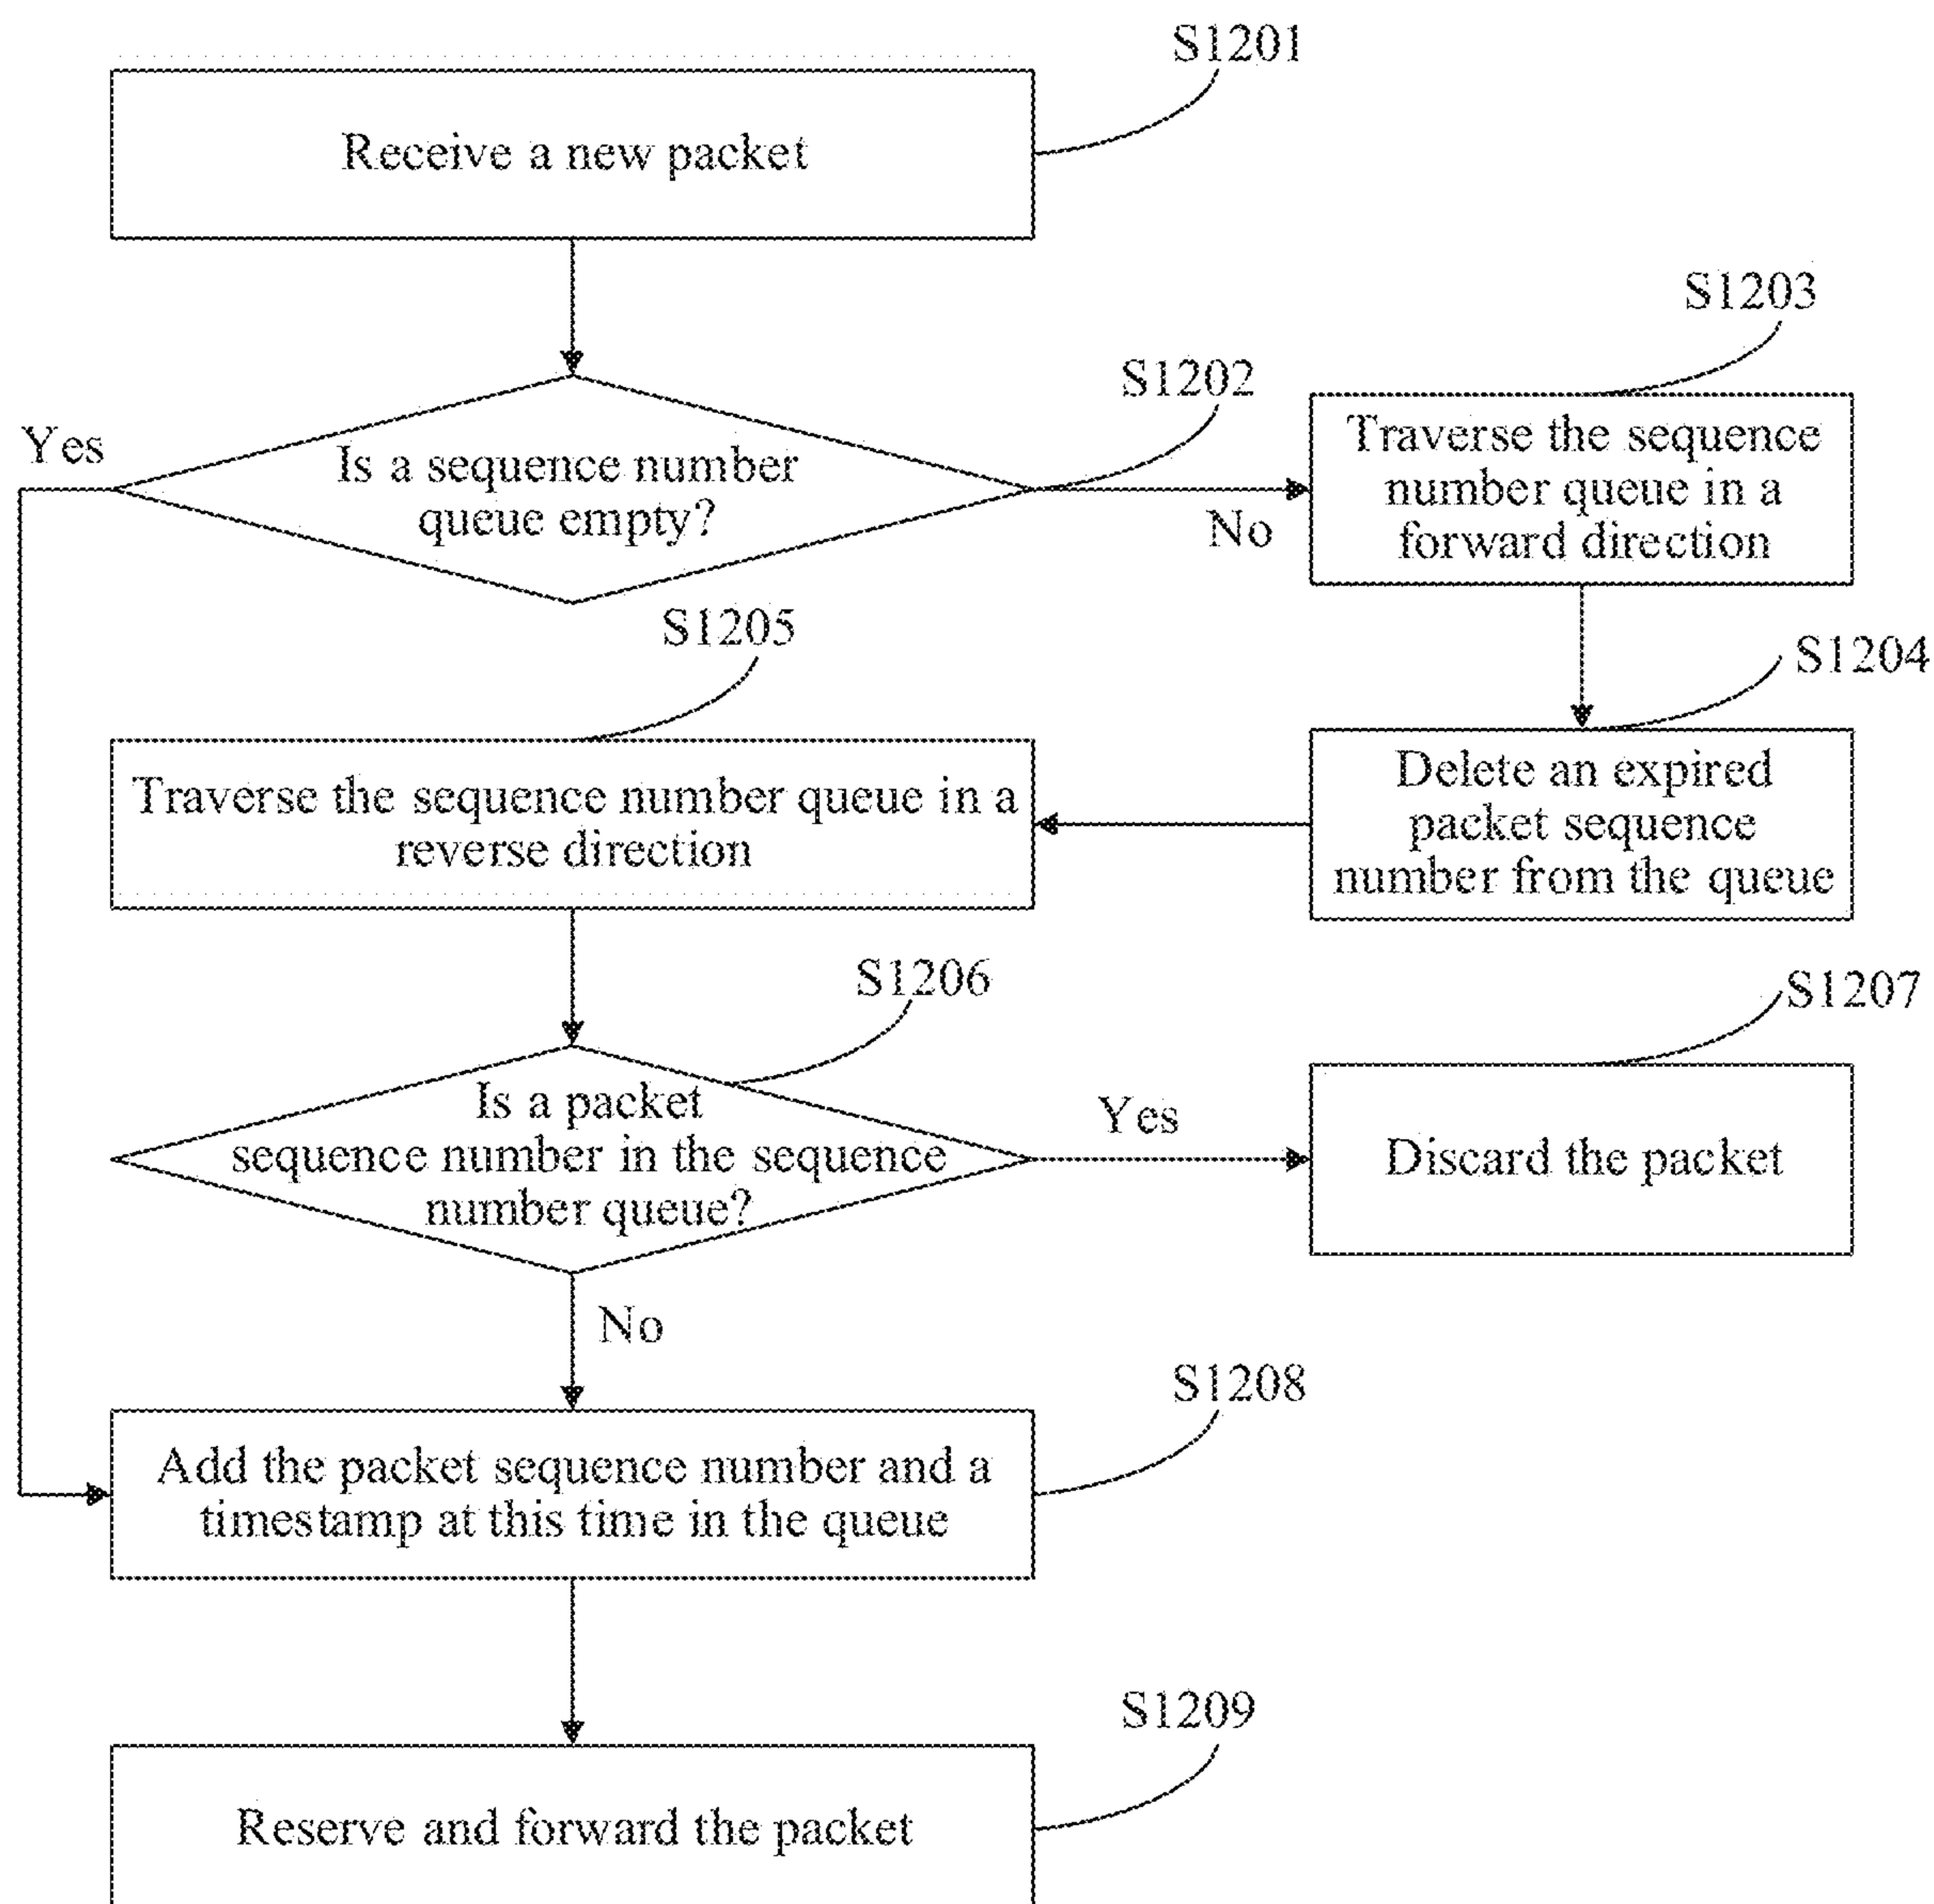 S1201
Receive a new packet
S1203
S1202
Yes
Is a sequence number
queue empty?
No
Traverse the sequence
number queue in a
forward direction
S1205
S1204
Traverse the sequence number queue in a
reverse direction
Delete an expired
packet sequence
number from the queue
S1206
S1207
Is a packet
sequence number in the sequence
number queue?
Yes
Discard the packet
No
S1208
Add the packet sequence number and a
timestamp at this time in the queue
S1209
Reserve and forward the packet